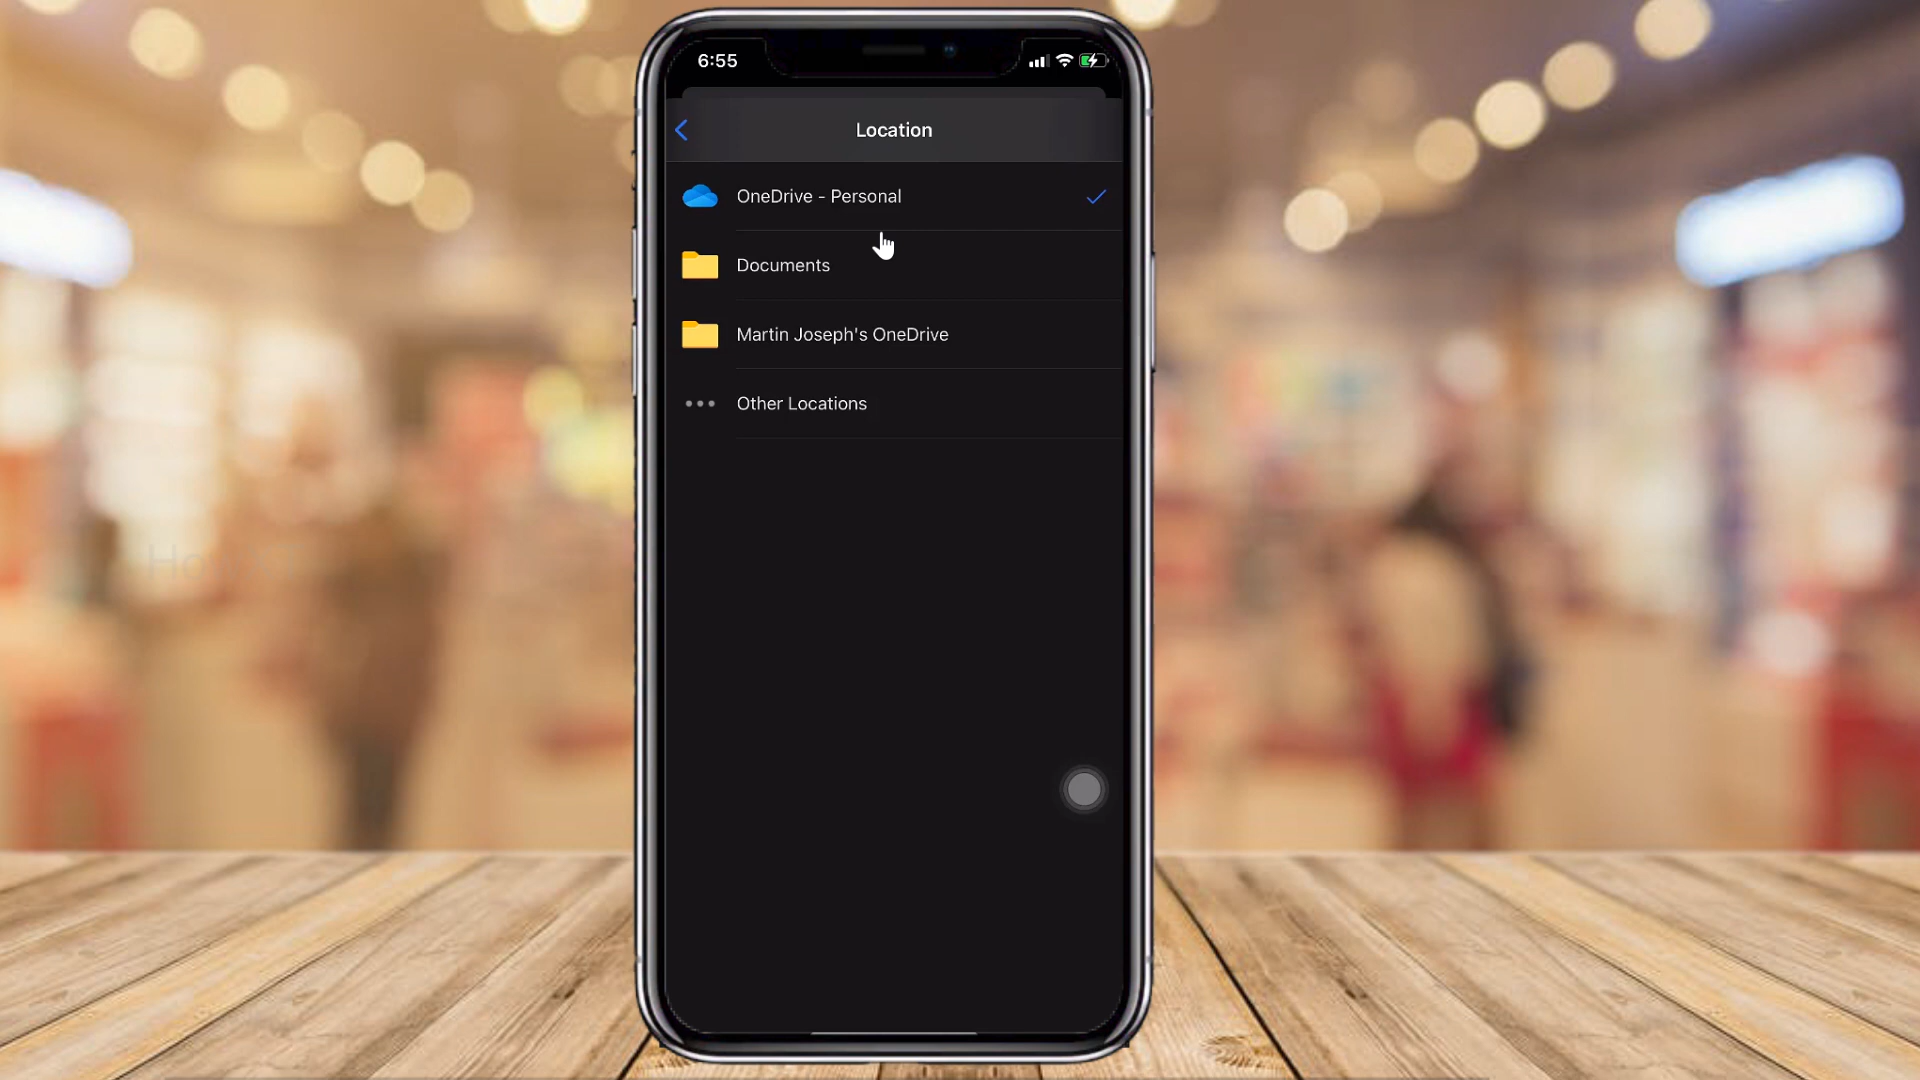 6:55
Location
OneDrive - Personal
Documents
Martin Joseph's OneDrive
Other Locations